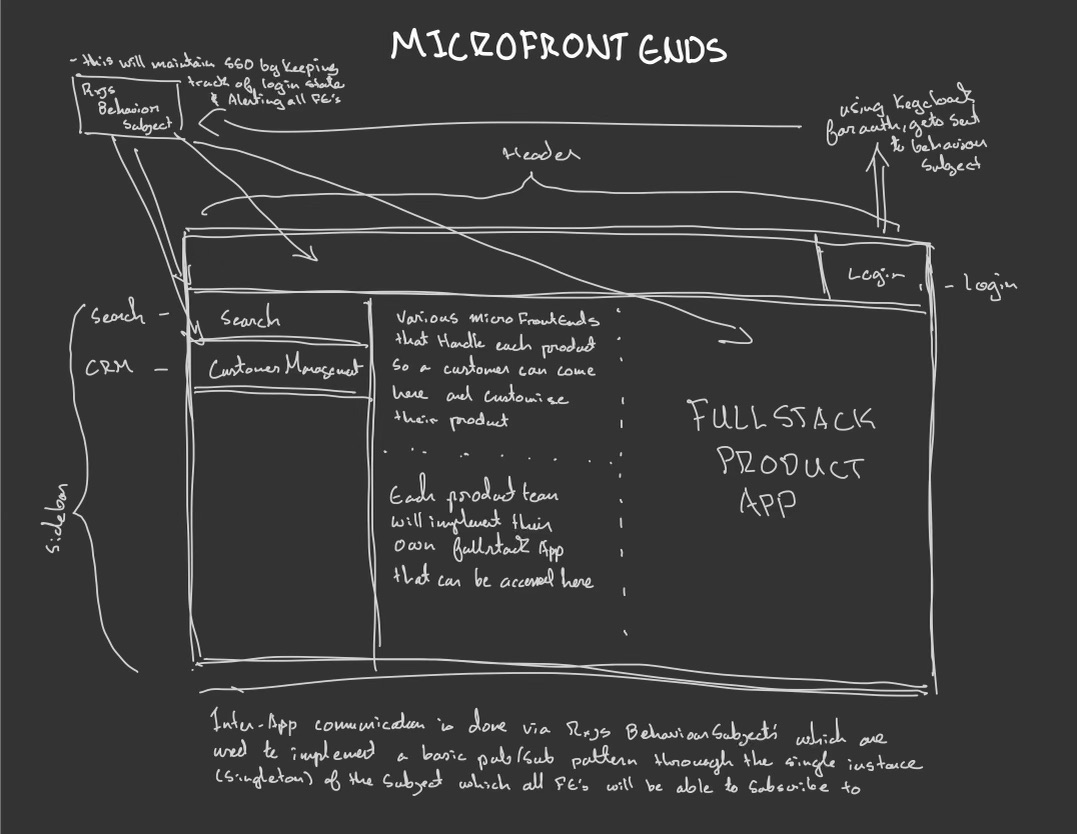 MICROFRONT ENDS
- this will maintain SSO by keeping
track of login state
& Alerting all FE's
Rxjs
Behavior
Subject
using Keycloack
for auth, gets sent
to behavior
subject
Header
Login
- Login
Search -
Search
CRM -
Customer Management
Sidebar
Various micro FrontEnds
that Handle each product
so a customer can come
here and customise
their product
Each product team
will implement their
own fullstack App
that can be accessed here
FULLSTACK
PRODUCT
APP
Inter-App communication is done via Rxjs BehaviourSubjects which are
used to implement a basic pub/sub pattern through the single instance
(singleton) of the Subject which all FE's will be able to subscribe to